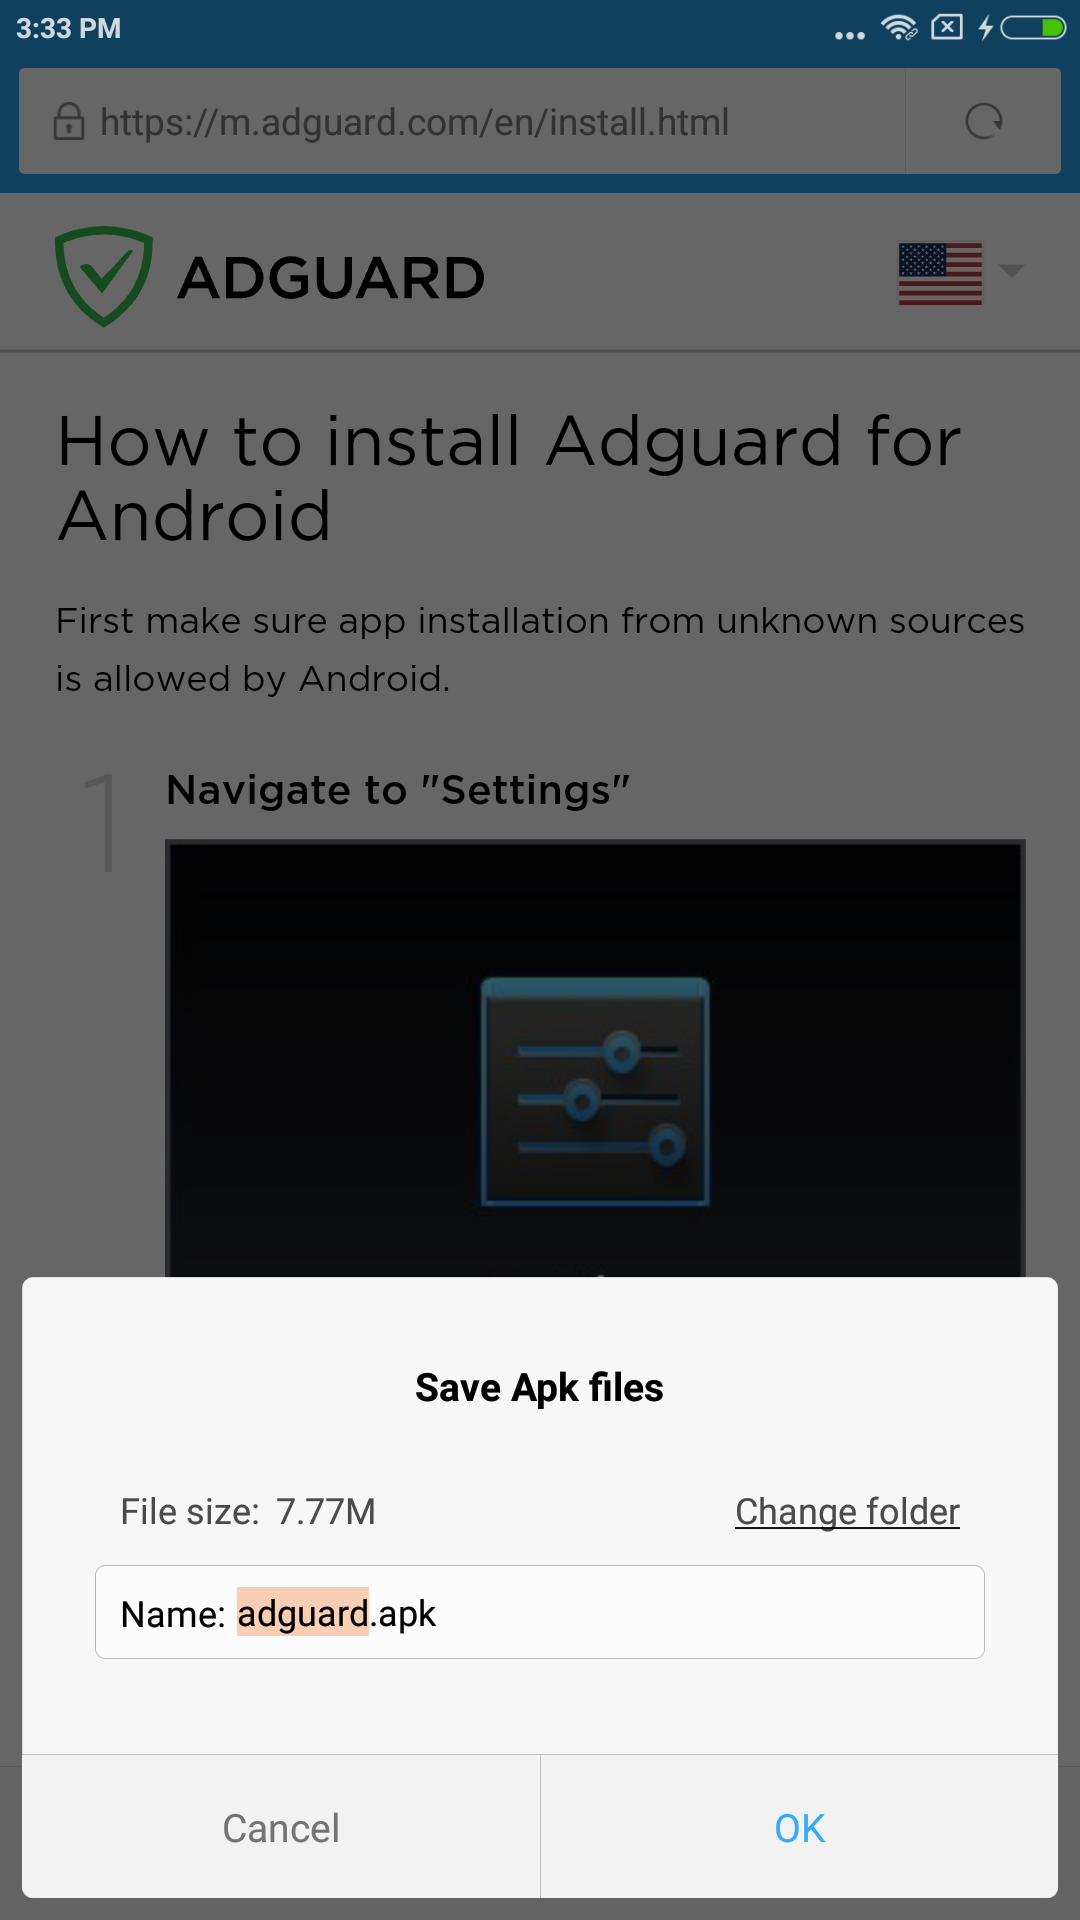 3:33 PM
https://m.adguard.com/en/install.html
ADGUARD
How to install Adguard for
Android
First make sure app installation from unknown sources
is allowed by Android.
1
Navigate to "Settings"
Save Apk files
File size: 7.77M
Change folder
Name: adguard.apk
Cancel
OK